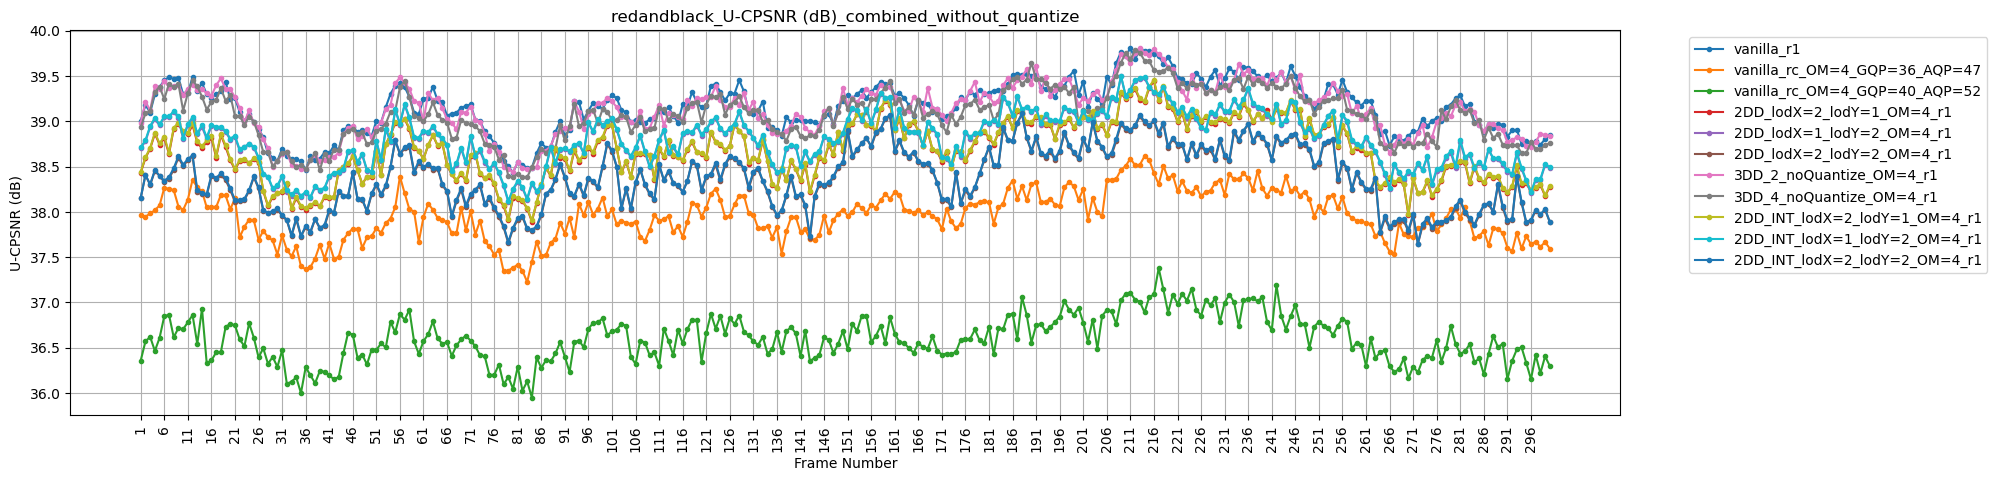 redandblack_U-CPSNR (dB)_combined_without_quantize
U-CPSNR (dB)
40.0
39.5
39.0
38.5
38.0
37.5
37.0
36.5
36.0
1 6 11 16 21 26 31 36 41 46 51 56 61 66 71 76 81 86 91 96 101 106 111 116 121 126 131 136 141 146 151 156 161 166 171 176 181 186 191 196 201 206 211 216 221 226 231 236 241 246 251 256 261 266 271 276 281 286 291 296
Frame Number
vanilla_r1
vanilla_rc_OM=4_GQP=36_AQP=47
vanilla_rc_OM=4_GQP=40_AQP=52
2DD_lodX=2_lodY=1_OM=4_r1
2DD_lodX=1_lodY=2_OM=4_r1
2DD_lodX=2_lodY=2_OM=4_r1
3DD_2_noQuantize_OM=4_r1
3DD_4_noQuantize_OM=4_r1
2DD_INT_lodX=2_lodY=1_OM=4_r1
2DD_INT_lodX=1_lodY=2_OM=4_r1
2DD_INT_lodX=2_lodY=2_OM=4_r1